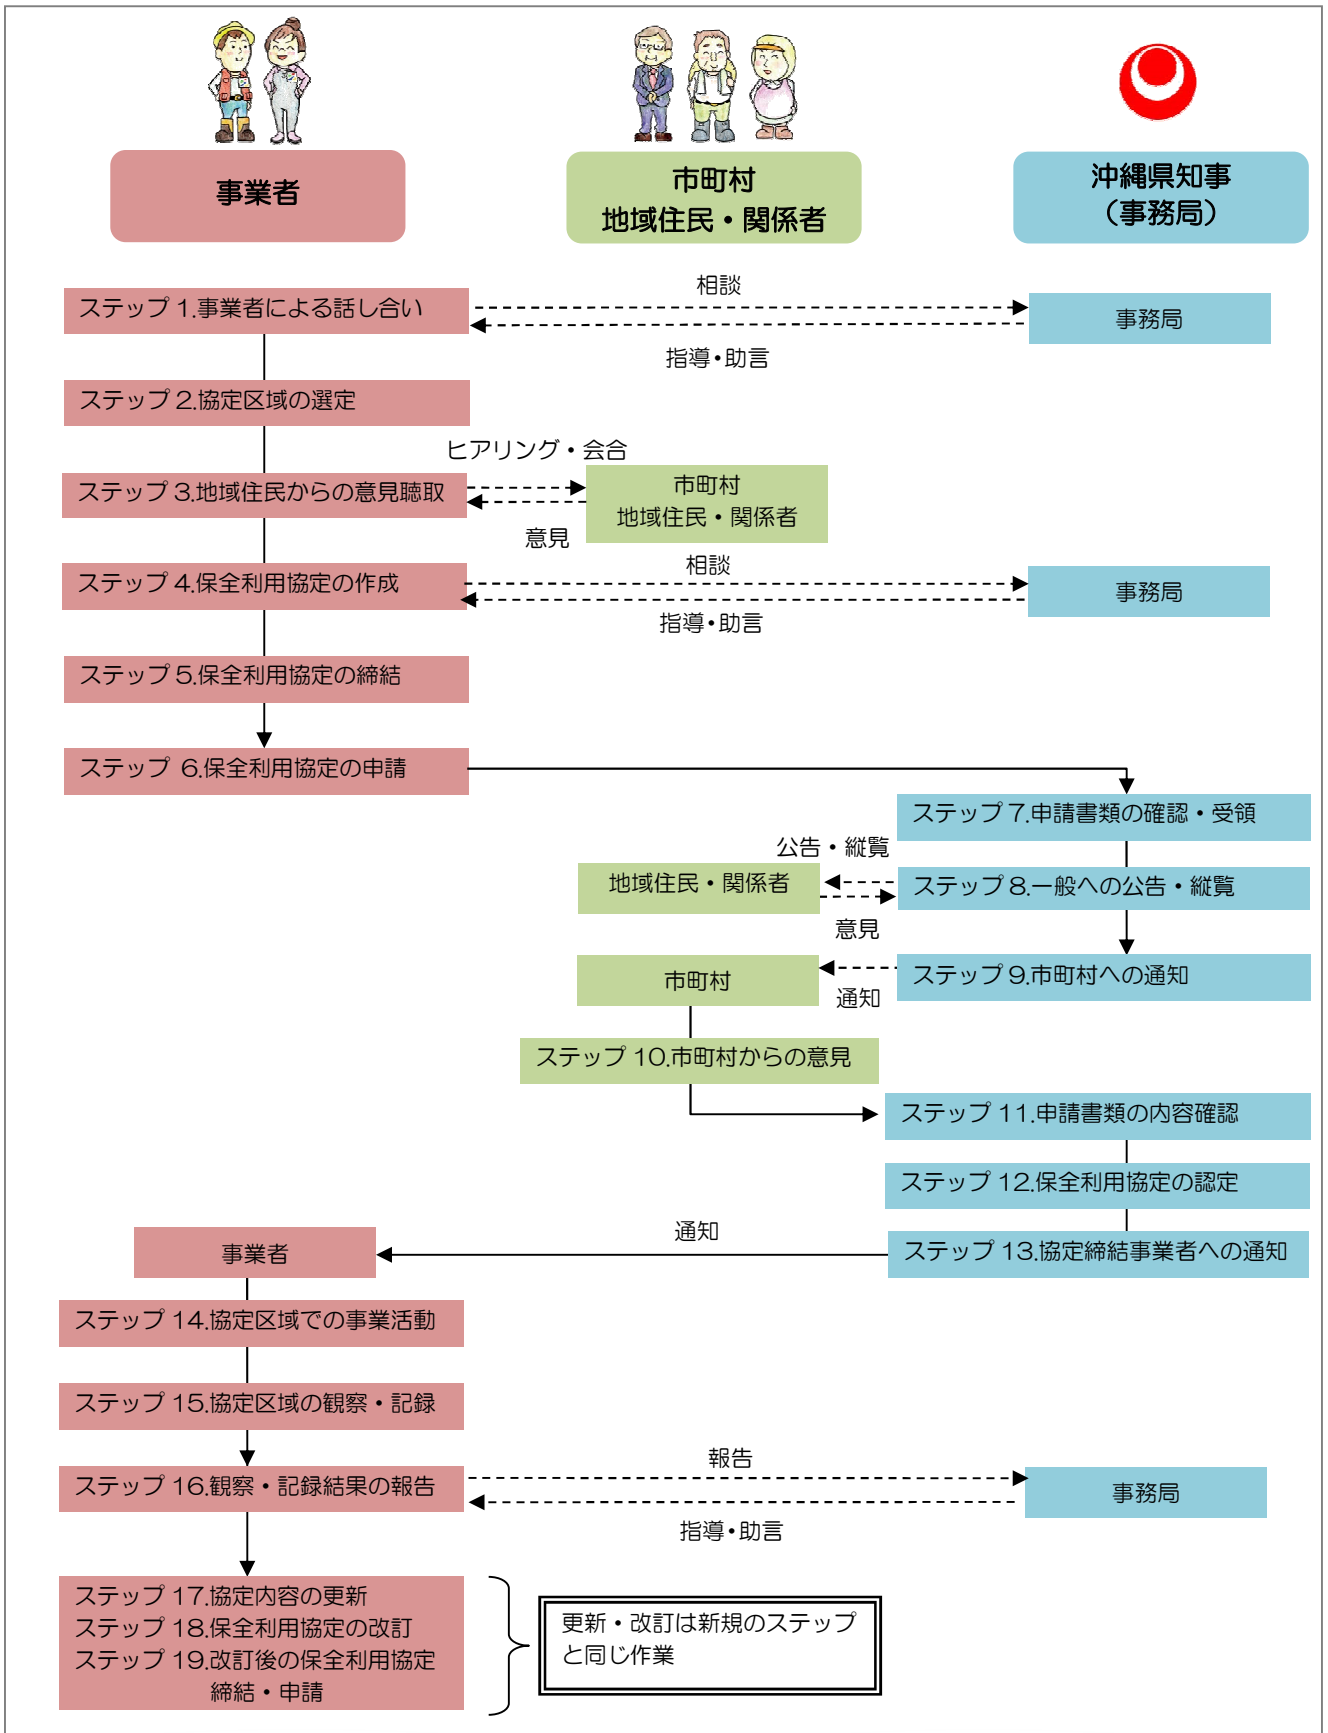 事業者
市町村
地域住民・関係者
沖縄県知事
（事務局）
相談
ステップ 1.事業者による話し合い
事務局
指導・助言
ステップ 2.協定区域の選定
ヒアリング・会合
ステップ 3.地域住民からの意見聴取
市町村
地域住民・関係者
意見
相談
ステップ 4.保全利用協定の作成
事務局
指導・助言
ステップ 5.保全利用協定の締結
ステップ 6.保全利用協定の申請
ステップ 7.申請書類の確認・受領
公告・縦覧
地域住民・関係者
ステップ 8.一般への公告・縦覧
意見
市町村
ステップ 9.市町村への通知
通知
ステップ 10.市町村からの意見
ステップ 11.申請書類の内容確認
ステップ 12.保全利用協定の認定
通知
事業者
ステップ 13.協定締結事業者への通知
ステップ 14.協定区域での事業活動
ステップ 15.協定区域の観察・記録
報告
ステップ 16.観察・記録結果の報告
事務局
指導・助言
ステップ 17.協定内容の更新
ステップ 18.保全利用協定の改訂
ステップ 19.改訂後の保全利用協定
締結・申請
更新・改訂は新規のステップ
と同じ作業